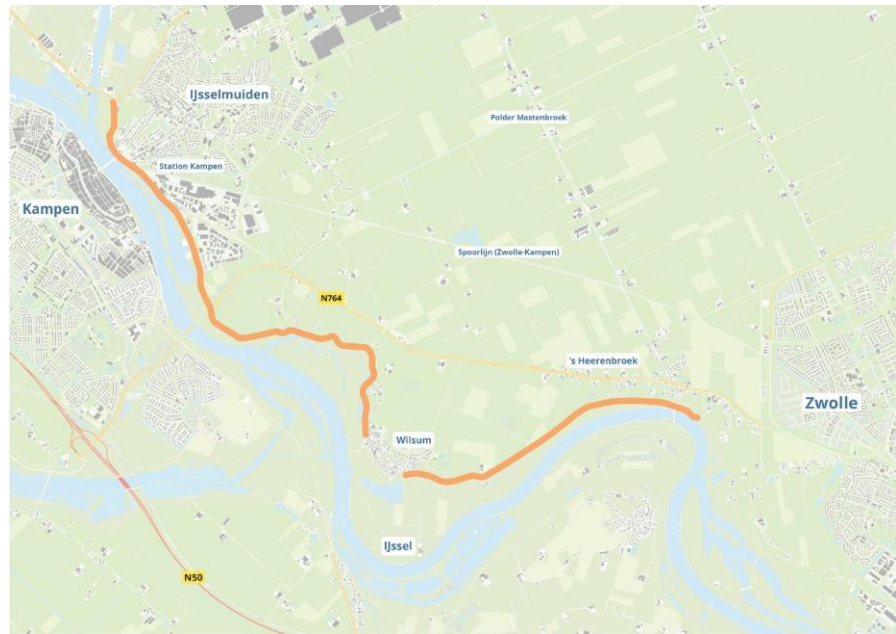 IJsselmuiden
Polder Mastenbroek
Station Kampen
Kampen
Spoorlijn (Zwolle-Kampen)
N764
's Heerenbroek
Zwolle
Wilsum
IJssel
N50